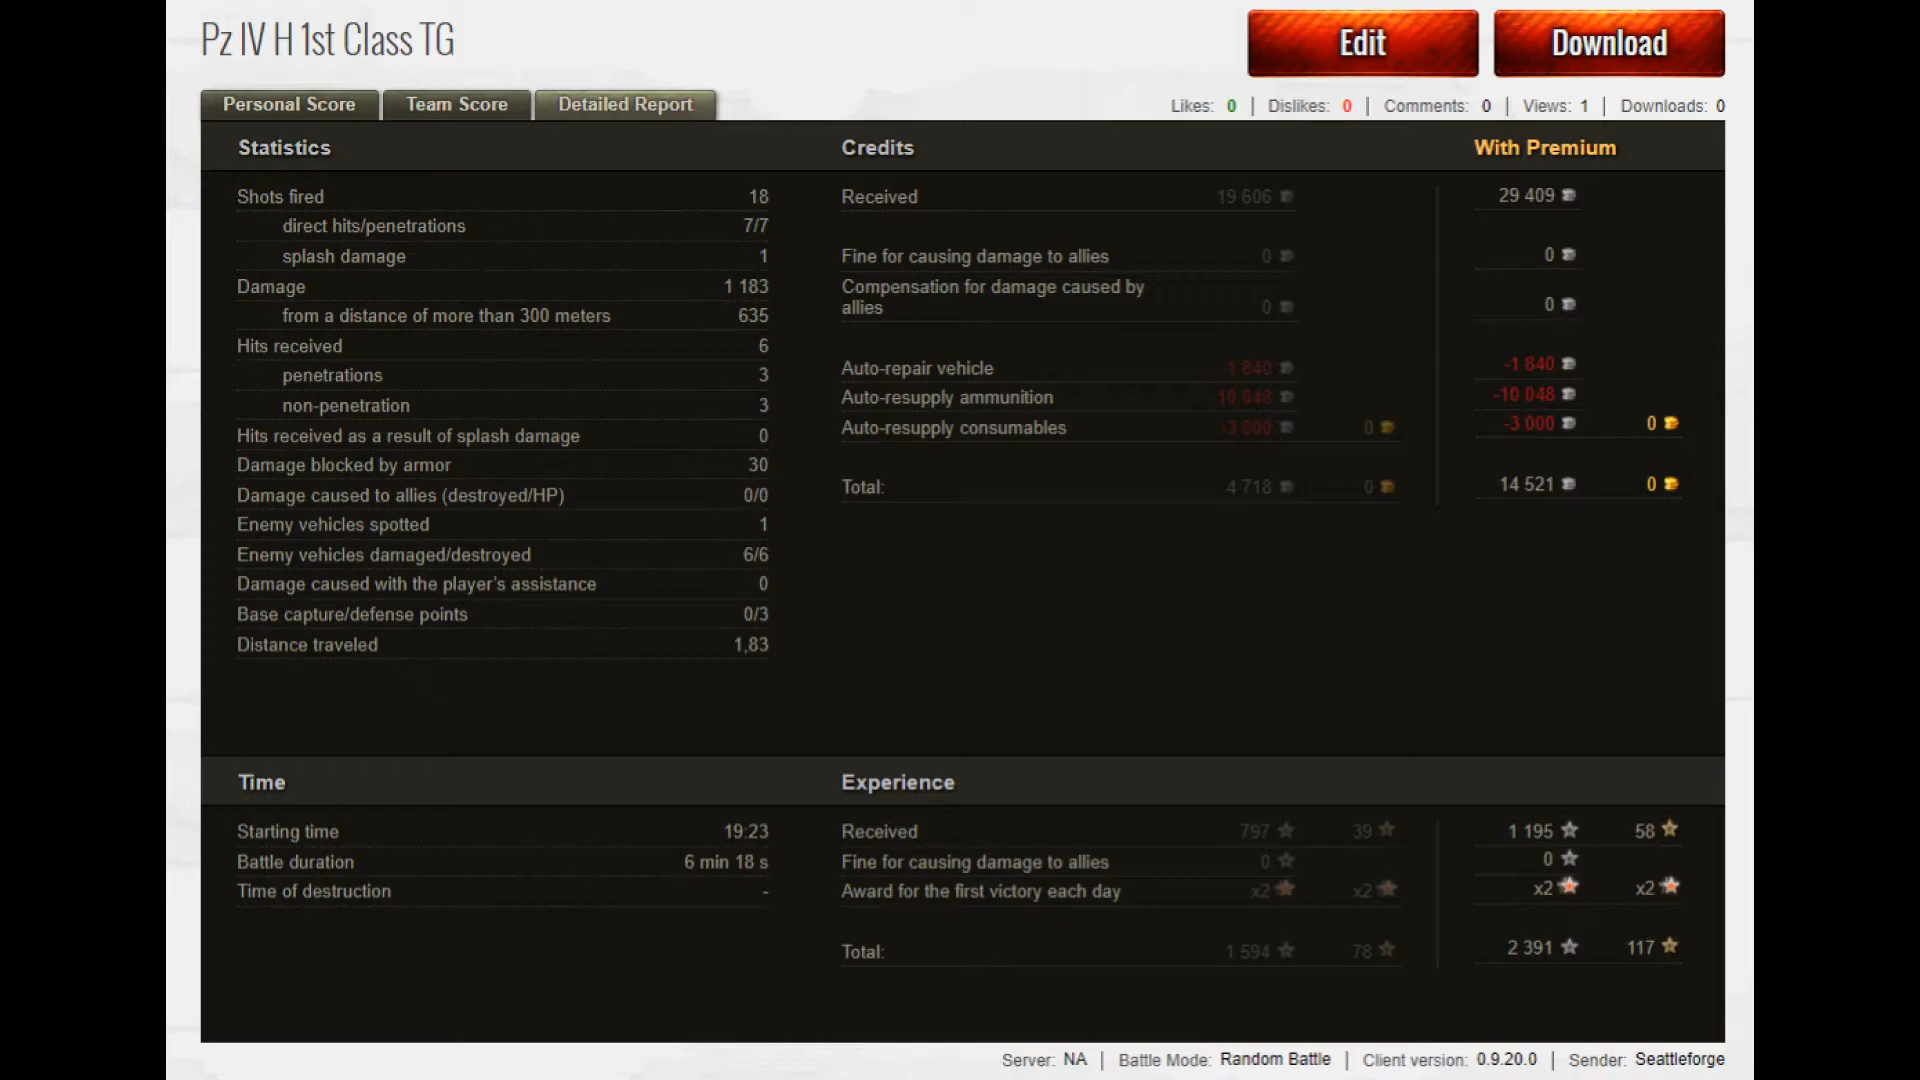 Pz IV H 1st Class TG
Edit
Download
Personal Score
Team Score
Detailed Report
Likes: 0 | Dislikes: 0 | Comments: 0 | Views: 1 | Downloads: 0
Statistics
Shots fired 18
direct hits/penetrations 7/7
splash damage 1
Damage 1 183
from a distance of more than 300 meters 635
Hits received 6
penetrations 3
non-penetration 3
Hits received as a result of splash damage 0
Damage blocked by armor 30
Damage caused to allies (destroyed/HP) 0/0
Enemy vehicles spotted 1
Enemy vehicles damaged/destroyed 6/6
Damage caused with the player's assistance 0
Base capture/defense points 0/3
Distance traveled 1,83
Credits With Premium
Received 19 606 29 409
Fine for causing damage to allies 0 0
Compensation for damage caused by
allies 0 0
Auto-repair vehicle -1 840 -1 840
Auto-resupply ammunition 10 048 -10 048
Auto-resupply consumables -3 000 0 -3 000 0
Total: 4 718 0 14 521 0
Time
Starting time 19:23
Battle duration 6 min 18 s
Time of destruction -
Experience
Received 797 39 1 195 58
Fine for causing damage to allies 0 0
Award for the first victory each day x2 x2 x2 x2
Total: 1 594 78 2 391 117
Server: NA | Battle Mode: Random Battle | Client version: 0.9.20.0 | Sender: Seattleforge